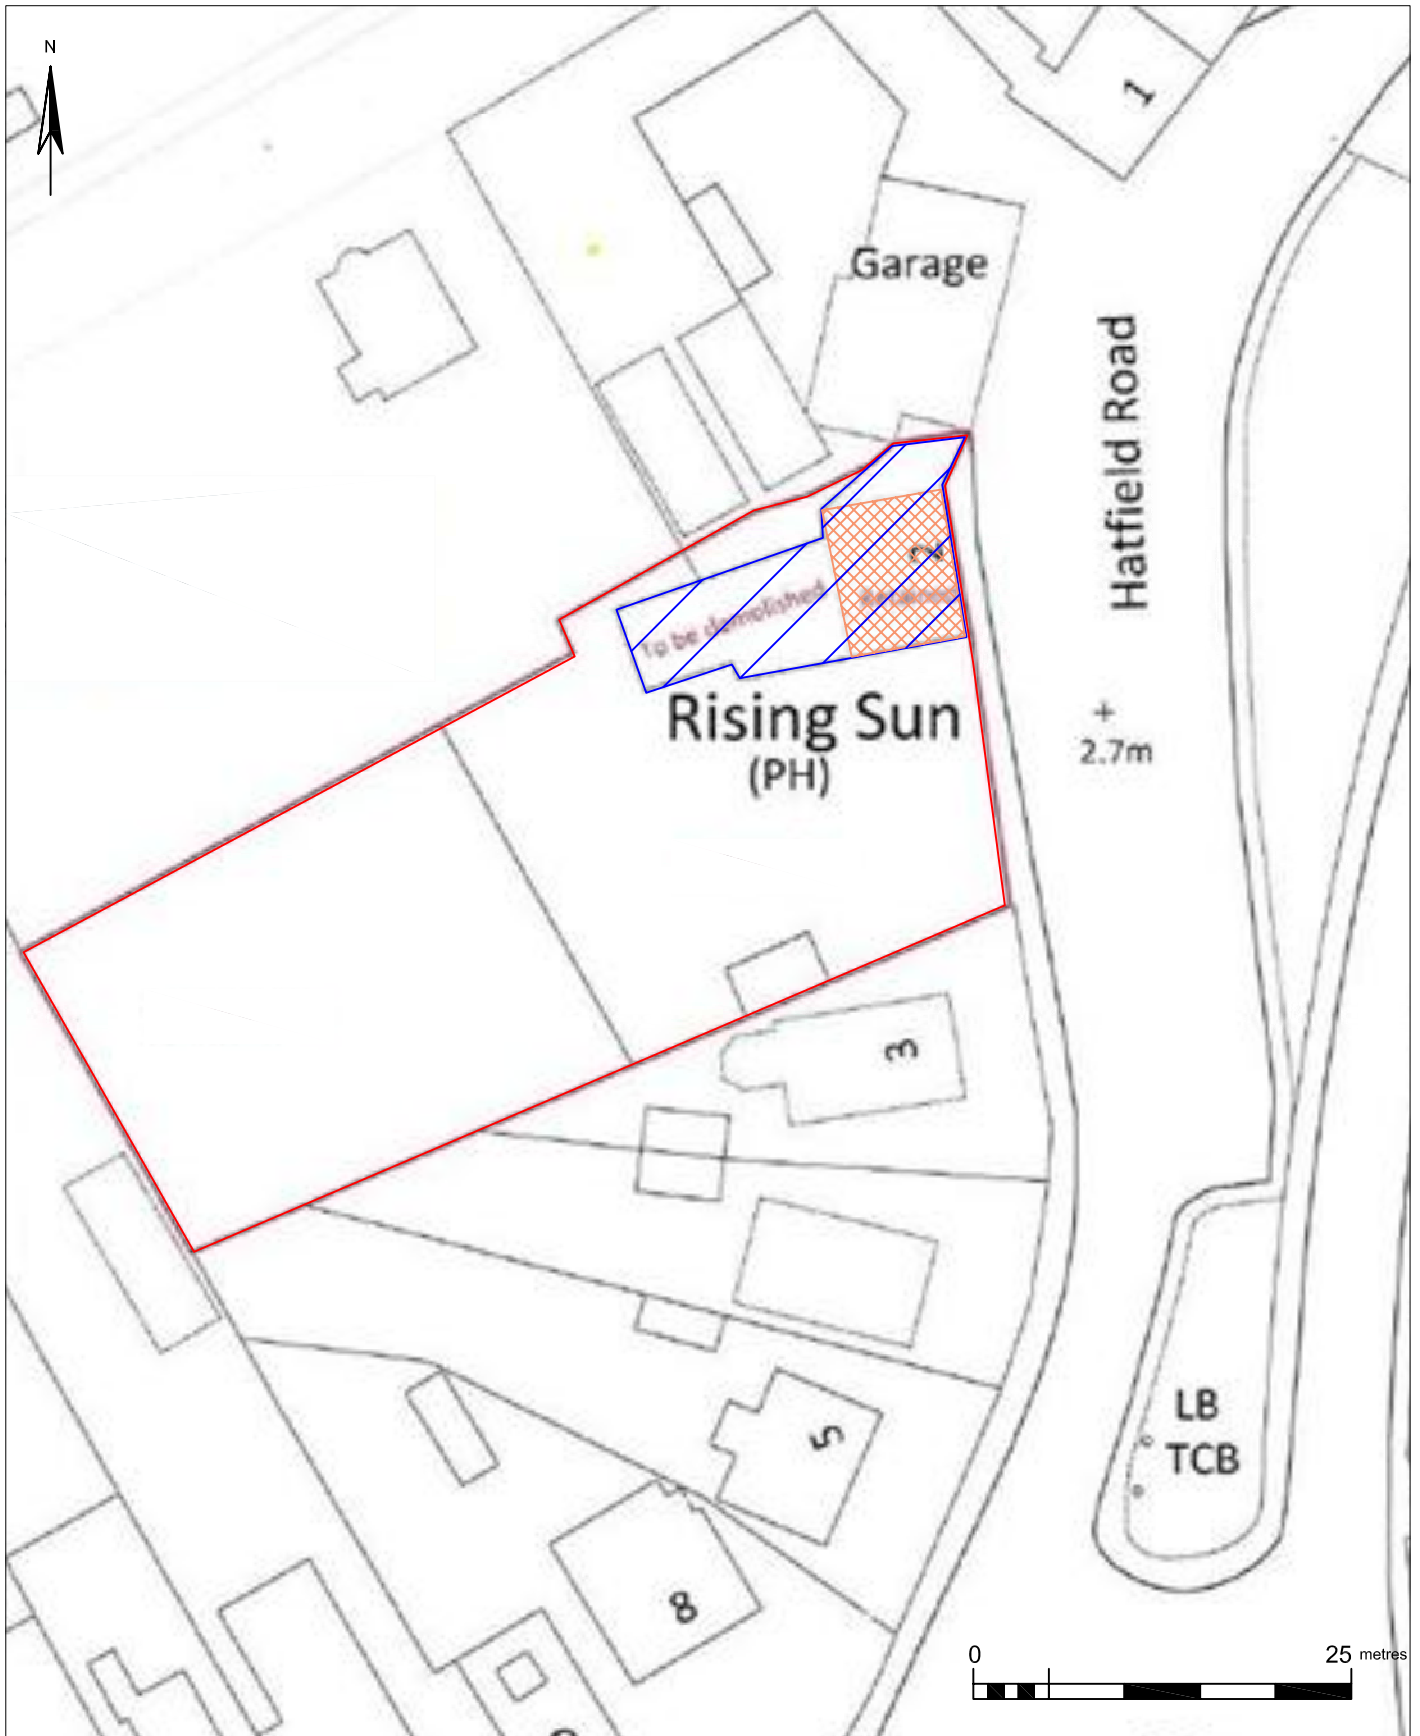 N
1
Garage
Hatfield Road
2
To be demolished
Rising Sun
(PH)
2.7m
3
LB
TCB
5
8
0 25 metres